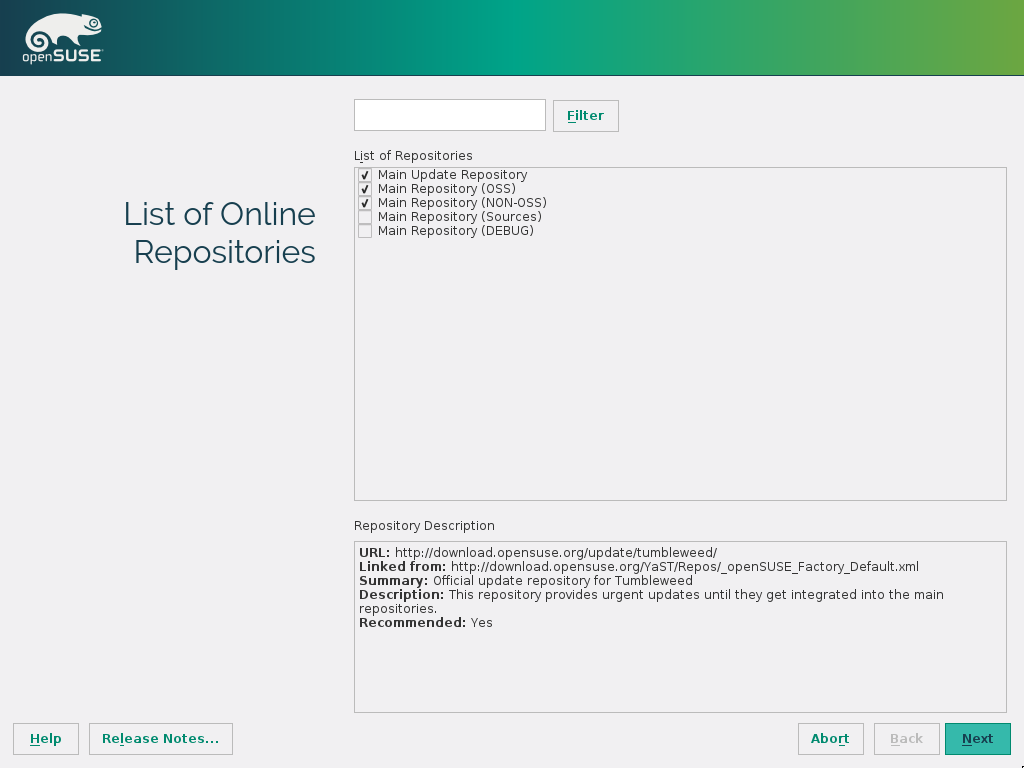 openSUSE
Filter
List of Repositories
List of Online
Repositories
Main Update Repository
Main Repository (OSS)
Main Repository (NON-OSS)
Main Repository (Sources)
Main Repository (DEBUG)
Repository Description
URL: http://download.opensuse.org/update/tumbleweed/
Linked from: http://download.opensuse.org/YaST/Repos/_openSUSE_Factory_Default.xml
Summary: Official update repository for Tumbleweed
Description: This repository provides urgent updates until they get integrated into the main
repositories.
Recommended: Yes
Help
Release Notes...
Abort
Back
Next